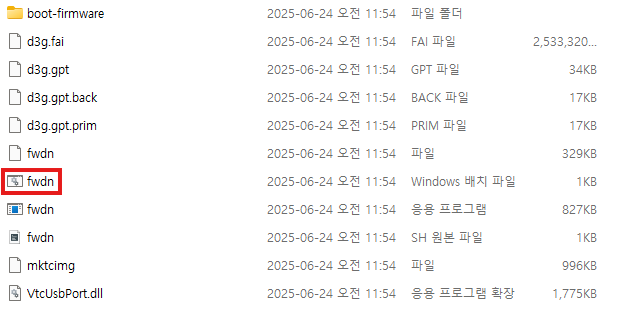 boot-firmware 2025-06-24 오전 11:54 파일 폴더
d3g.fai 2025-06-24 오전 11:54 FAI 파일 2,533,320...
d3g.gpt 2025-06-24 오전 11:54 GPT 파일 34KB
d3g.gpt.back 2025-06-24 오전 11:54 BACK 파일 17KB
d3g.gpt.prim 2025-06-24 오전 11:54 PRIM 파일 17KB
fwdn 2025-06-24 오전 11:54 파일 329KB
fwdn 2025-06-24 오전 11:54 Windows 배치 파일 1KB
fwdn 2025-06-24 오전 11:54 응용 프로그램 827KB
fwdn 2025-06-24 오전 11:54 SH 원본 파일 1KB
mktcimg 2025-06-24 오전 11:54 파일 996KB
VtcUsbPort.dll 2025-06-24 오전 11:54 응용 프로그램 확장 1,775KB